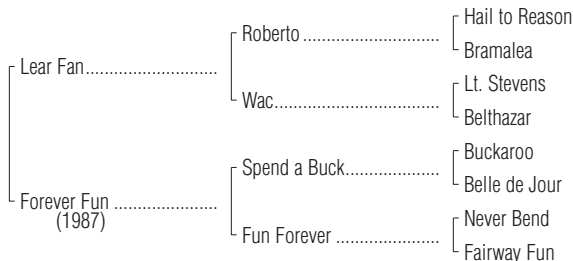 Hail to Reason
Roberto
Bramalea
Lear Fan
Lt. Stevens
Wac
Belthazar
Buckaroo
Spend a Buck
Belle de Jour
Forever Fun
(1987)
Never Bend
Fun Forever
Fairway Fun